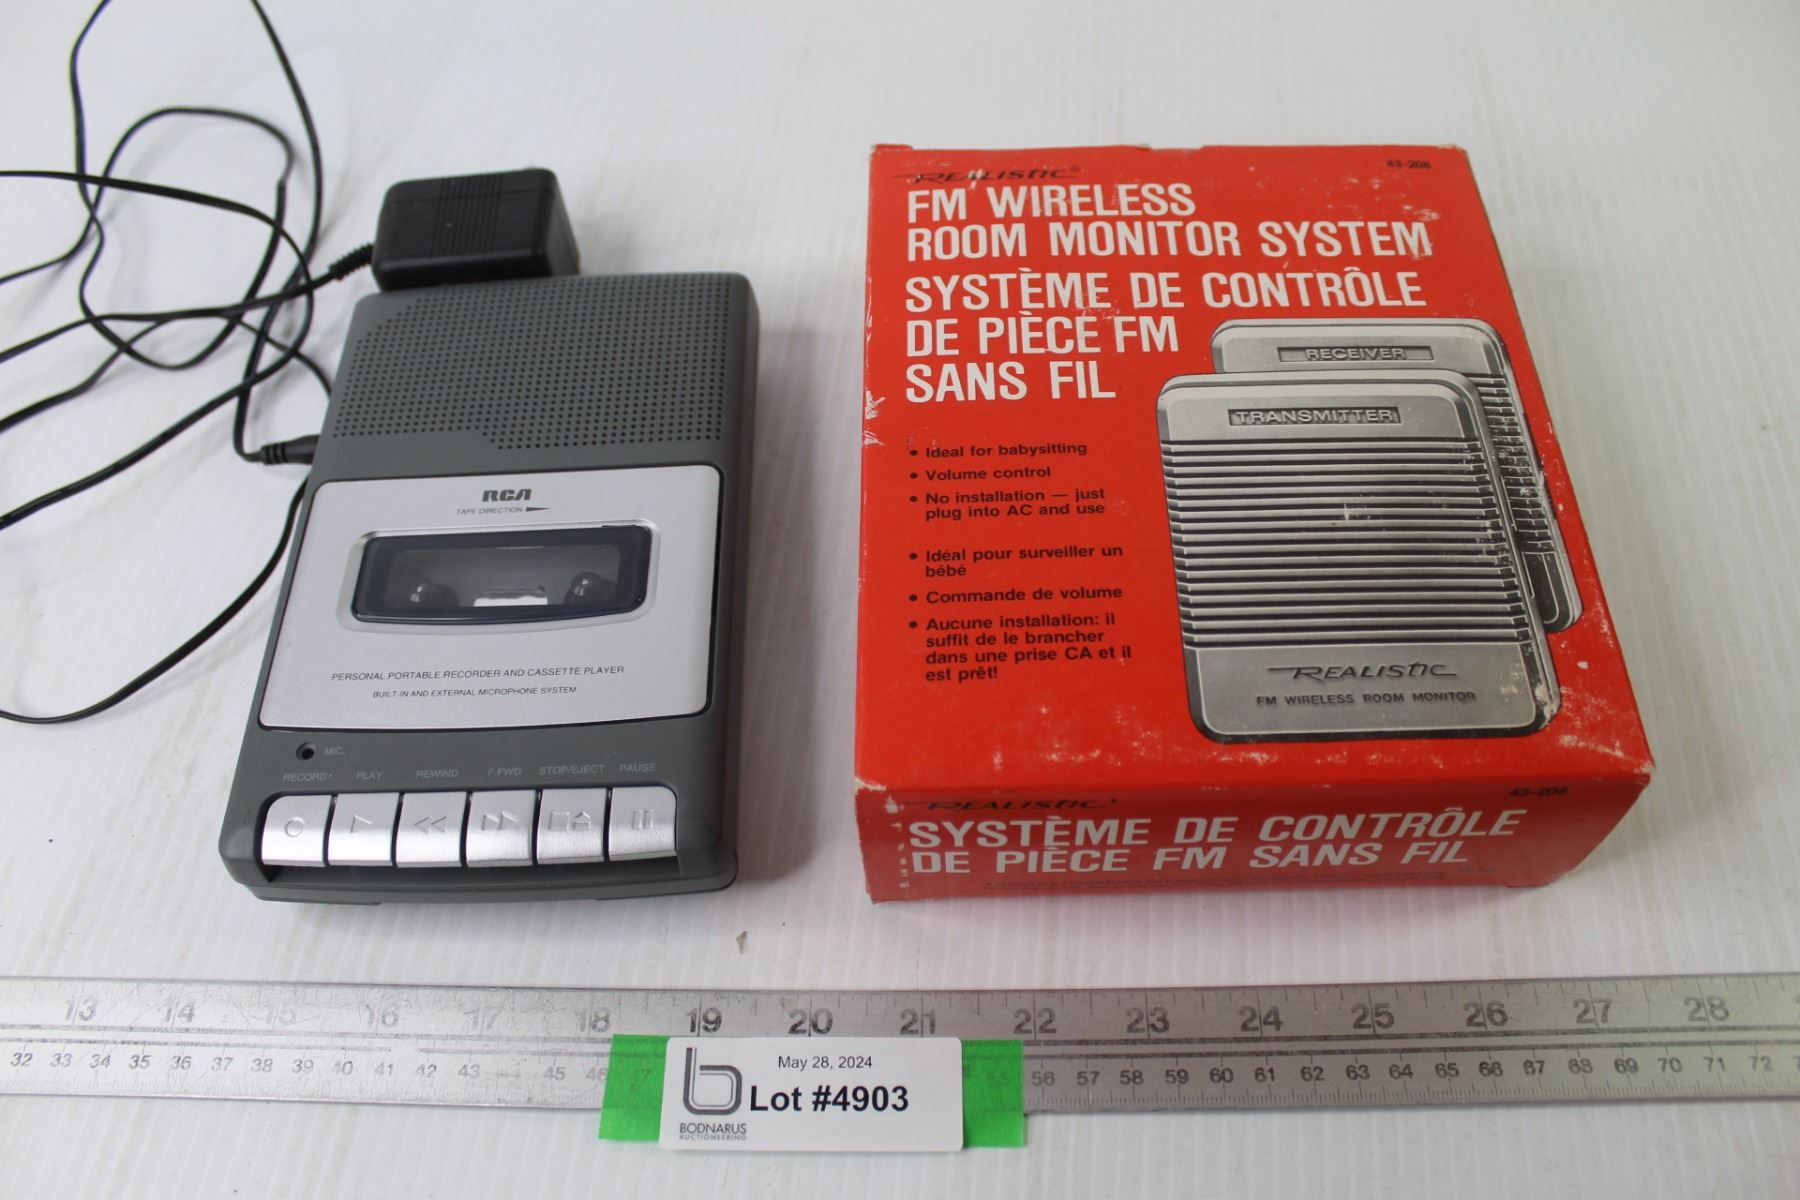 RCA
TAPE DIRECTION
PERSONAL PORTABLE RECORDER AND CASSETTE PLAYER
BUILT-IN AND EXTERNAL MICROPHONE SYSTEM
MIC.
RECORD PLAY REWIND F.FWD STOP/EJECT PAUSE
REALISTIC® 43-208
FM WIRELESS
ROOM MONITOR SYSTEM
SYSTÈME DE CONTRÔLE
DE PIÈCE FM
SANS FIL
• Ideal for babysitting
• Volume control
• No installation — just
plug into AC and use
• Idéal pour surveiller un
bébé
• Commande de volume
• Aucune installation: il
suffit de le brancher
dans une prise CA et il
est prêt!
RECEIVER
TRANSMITTER
REALISTIC
FM WIRELESS ROOM MONITOR
REALISTIC 43-208
SYSTÈME DE CONTRÔLE
DE PIÈCE FM SANS FIL
13 14 15 16 17 18 19 20 21 22 23 24 25 26 27 28
32 33 34 35 36 37 38 39 40 41 42 43 45 56 57 58 59 60 61 62 63 64 65 66 67 68 69 70 71 72
May 28, 2024
Lot #4903
BODNARUS
AUCTIONEERING